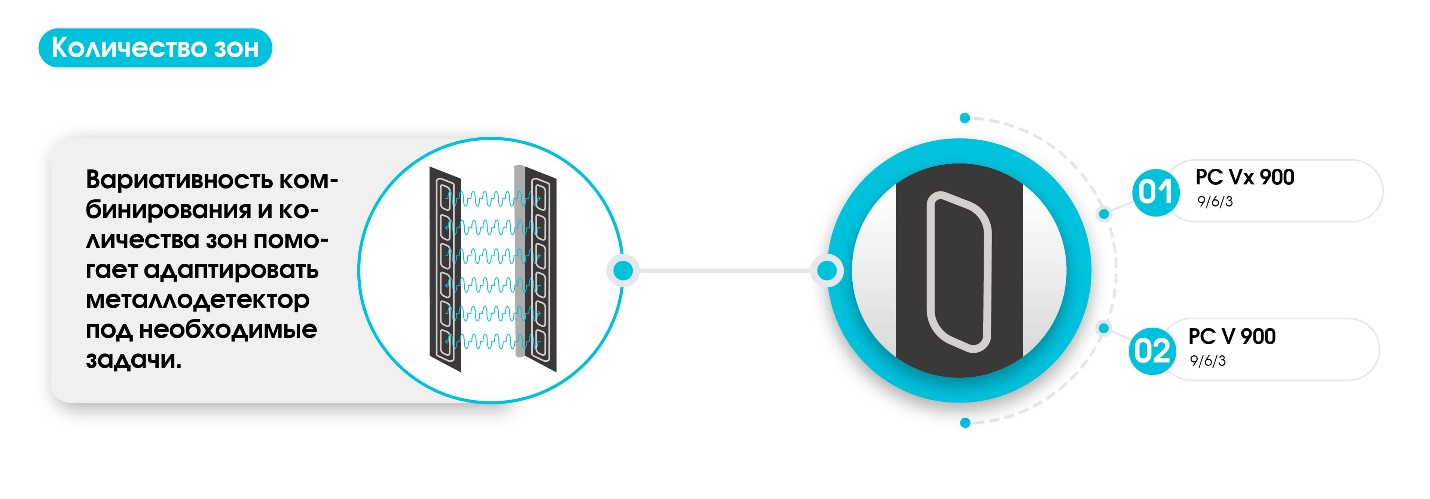 Количество зон
Вариативность ком-
бинирования и ко-
личества зон помо-
гает адаптировать
металлодетектор
под необходимые
задачи.
01
PC Vx 900
9/6/3
02
PC V 900
9/6/3